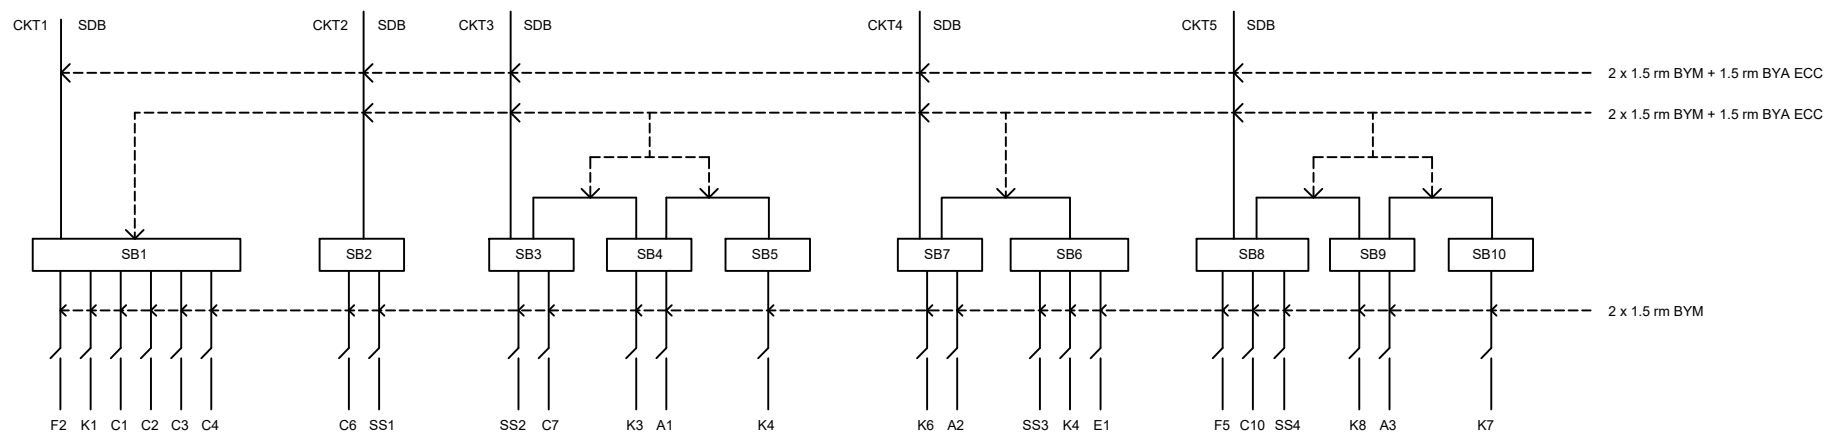 CKT1 SDB CKT2 SDB CKT3 SDB CKT4 SDB CKT5 SDB
2 x 1.5 rm BYM + 1.5 rm BYA ECC
2 x 1.5 rm BYM + 1.5 rm BYA ECC
SB1 SB2 SB3 SB4 SB5 SB7 SB6 SB8 SB9 SB10
2 x 1.5 rm BYM
F2 K1 C1 C2 C3 C4 C6 SS1 SS2 C7 K3 A1 K4 K6 A2 SS3 K4 E1 F5 C10 SS4 K8 A3 K7